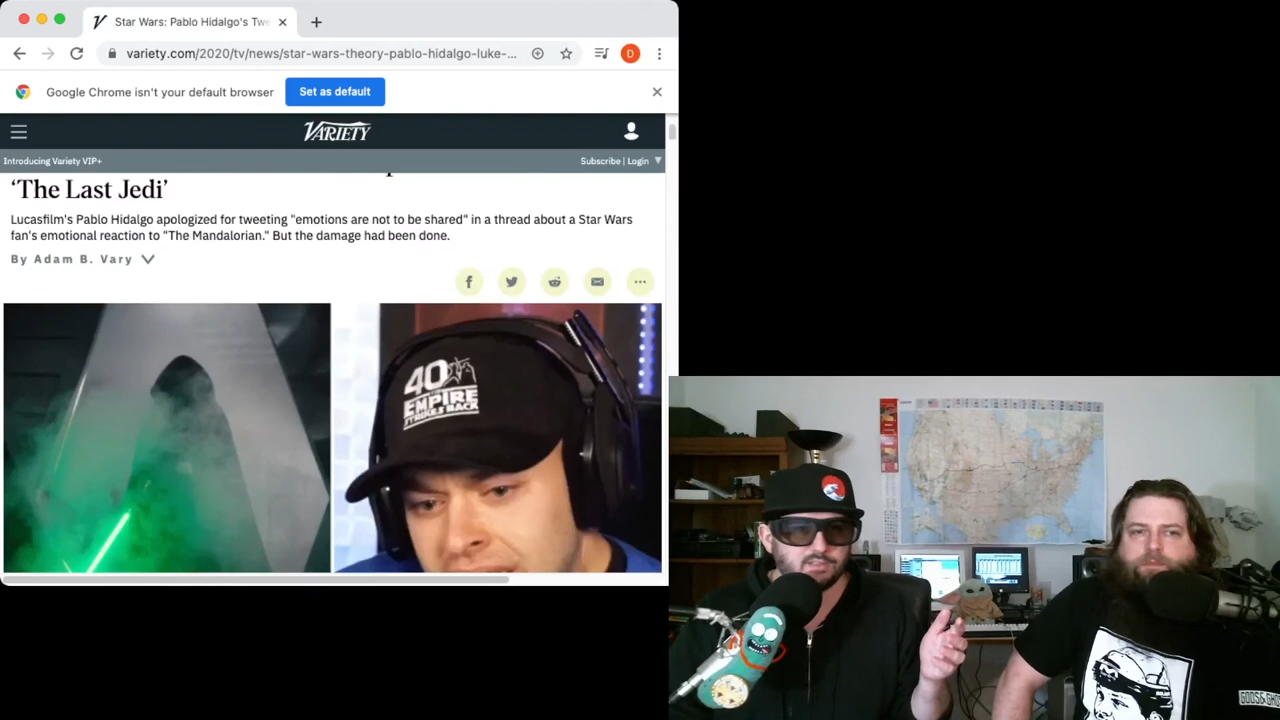 Star Wars: Pablo Hidalgo's Twe
variety.com/2020/tv/news/star-wars-theory-pablo-hidalgo-luke-...
D
Google Chrome isn't your default browser
Set as default
VARIETY
Introducing Variety VIP+
Subscribe | Login
‘The Last Jedi’
Lucasfilm's Pablo Hidalgo apologized for tweeting "emotions are not to be shared" in a thread about a Star Wars
fan's emotional reaction to "The Mandalorian." But the damage had been done.
By Adam B. Vary
40
EMPIRE
STRIKES BACK